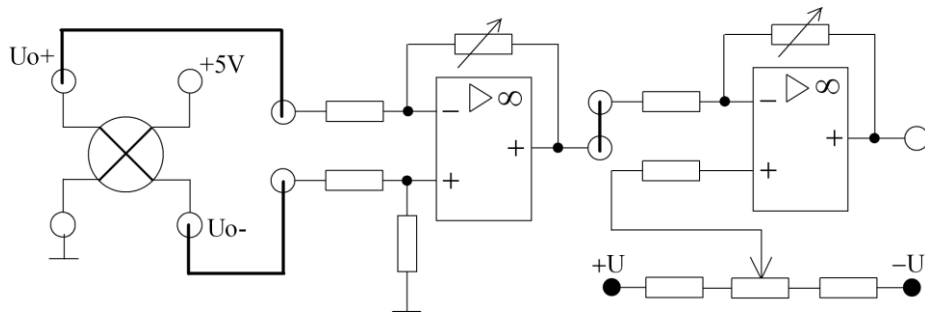 Uo+
+5V
Uo-
▷ ∞
−
+
+
▷ ∞
−
+
+
+U
−U